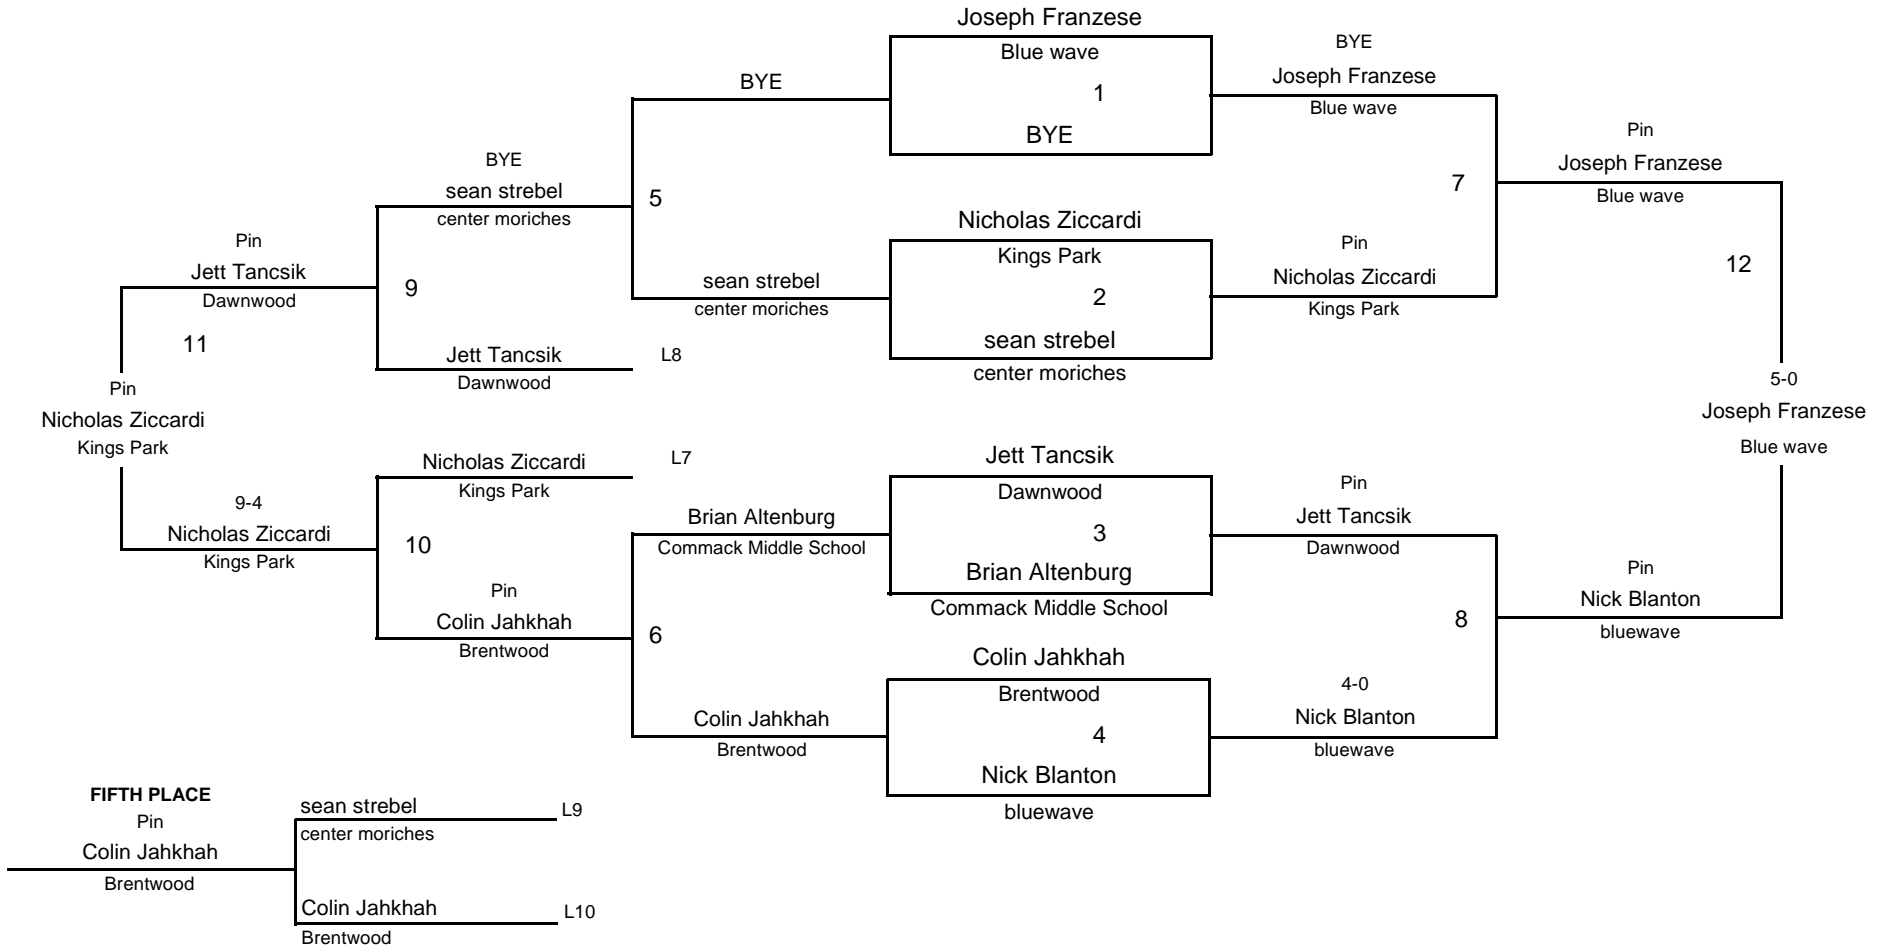 Joseph Franzese
Blue wave
1
BYE
BYE
BYE
Joseph Franzese
Blue wave
Pin
Joseph Franzese
Blue wave
BYE
sean strebel
center moriches
5
7
Nicholas Ziccardi
Kings Park
2
sean strebel
center moriches
sean strebel
center moriches
Pin
Nicholas Ziccardi
Kings Park
12
Pin
Jett Tancsik
Dawnwood
9
11
Jett Tancsik
Dawnwood
L8
Pin
Nicholas Ziccardi
Kings Park
5-0
Joseph Franzese
Blue wave
Nicholas Ziccardi
Kings Park
L7
Jett Tancsik
Dawnwood
3
Brian Altenburg
Commack Middle School
Brian Altenburg
Commack Middle School
Pin
Jett Tancsik
Dawnwood
9-4
Nicholas Ziccardi
Kings Park
10
Pin
Colin Jahkhah
Brentwood
6
8
Pin
Nick Blanton
bluewave
Colin Jahkhah
Brentwood
4
Nick Blanton
bluewave
Colin Jahkhah
Brentwood
4-0
Nick Blanton
bluewave
FIFTH PLACE
Pin
Colin Jahkhah
Brentwood
sean strebel
center moriches
L9
Colin Jahkhah
Brentwood
L10